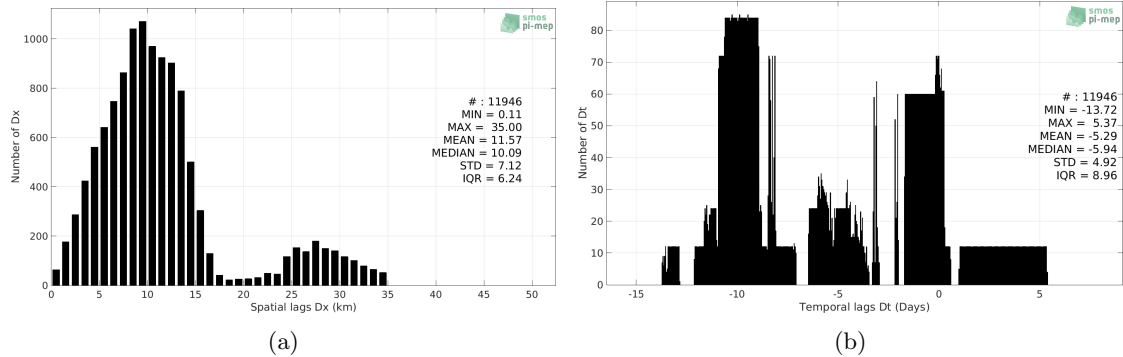 smos
pi-mep
1000
800
600
400
200
0
Number of Dx
# : 11946
MIN = 0.11
MAX = 35.00
MEAN = 11.57
MEDIAN = 10.09
STD = 7.12
IQR = 6.24
0 5 10 15 20 25 30 35 40 45 50
Spatial lags Dx (km)
(a)
smos
pi-mep
80
70
60
50
40
30
20
10
0
Number of Dt
# : 11946
MIN = -13.72
MAX = 5.37
MEAN = -5.29
MEDIAN = -5.94
STD = 4.92
IQR = 8.96
-15 -10 -5 0 5
Temporal lags Dt (Days)
(b)